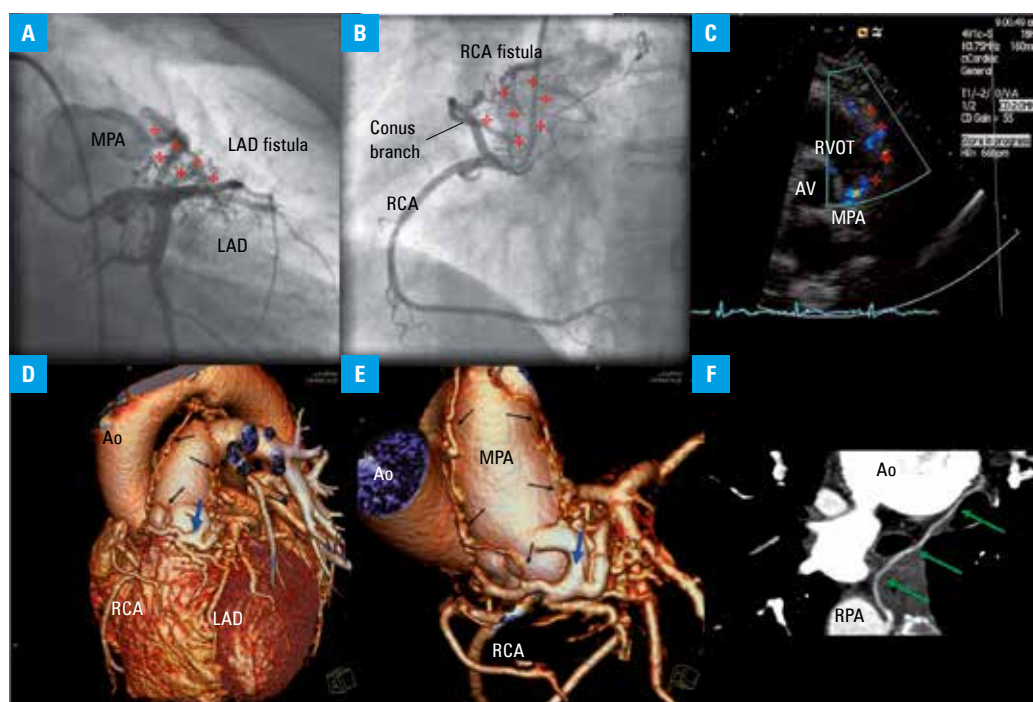 A
MPA
LAD fistula
LAD
B
RCA fistula
Conus
branch
RCA
C
General
RVOT
AV
MPA
D
Ao
RCA
LAD
E
MPA
Ao
RCA
F
Ao
RPA